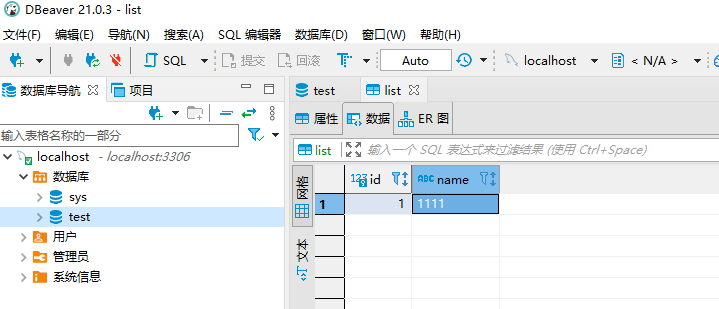 DBeaver 21.0.3 - list
文件(F) 编辑(E) 导航(N) 搜索(A) SQL 编辑器 数据库(D) 窗口(W) 帮助(H)
SQL 提交 回滚 Auto localhost < N/A >
数据库导航 项目 test list
属性 数据 ER 图
输入表格名称的一部分
list 输入一个 SQL 表达式来过滤结果 (使用 Ctrl+Space)
localhost - localhost:3306
数据库
sys
test
用户
管理员
系统信息
网格
文本
123 id ABC name
1 1 1111